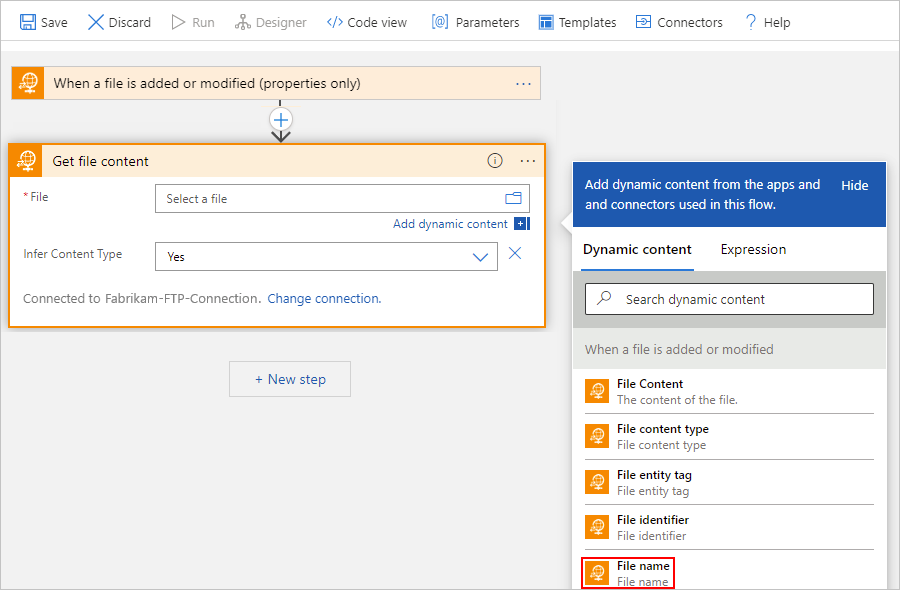 Save Discard Run Designer Code view Parameters Templates Connectors Help
When a file is added or modified (properties only)
Get file content
* File
Select a file
Add dynamic content
Infer Content Type
Yes
Connected to Fabrikam-FTP-Connection. Change connection.
+ New step
Add dynamic content from the apps and
and connectors used in this flow.
Hide
Dynamic content Expression
Search dynamic content
When a file is added or modified
File Content
The content of the file.
File content type
File content type
File entity tag
File entity tag
File identifier
File identifier
File name
File name